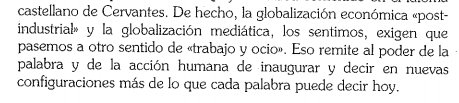 castellano de Cervantes. De hecho, la globalización económica «post-
industrial» y la globalización mediática, los sentimos, exigen que
pasemos a otro sentido de «trabajo y ocio». Eso remite al poder de la
palabra y de la acción humana de inaugurar y decir en nuevas
configuraciones más de lo que cada palabra puede decir hoy.